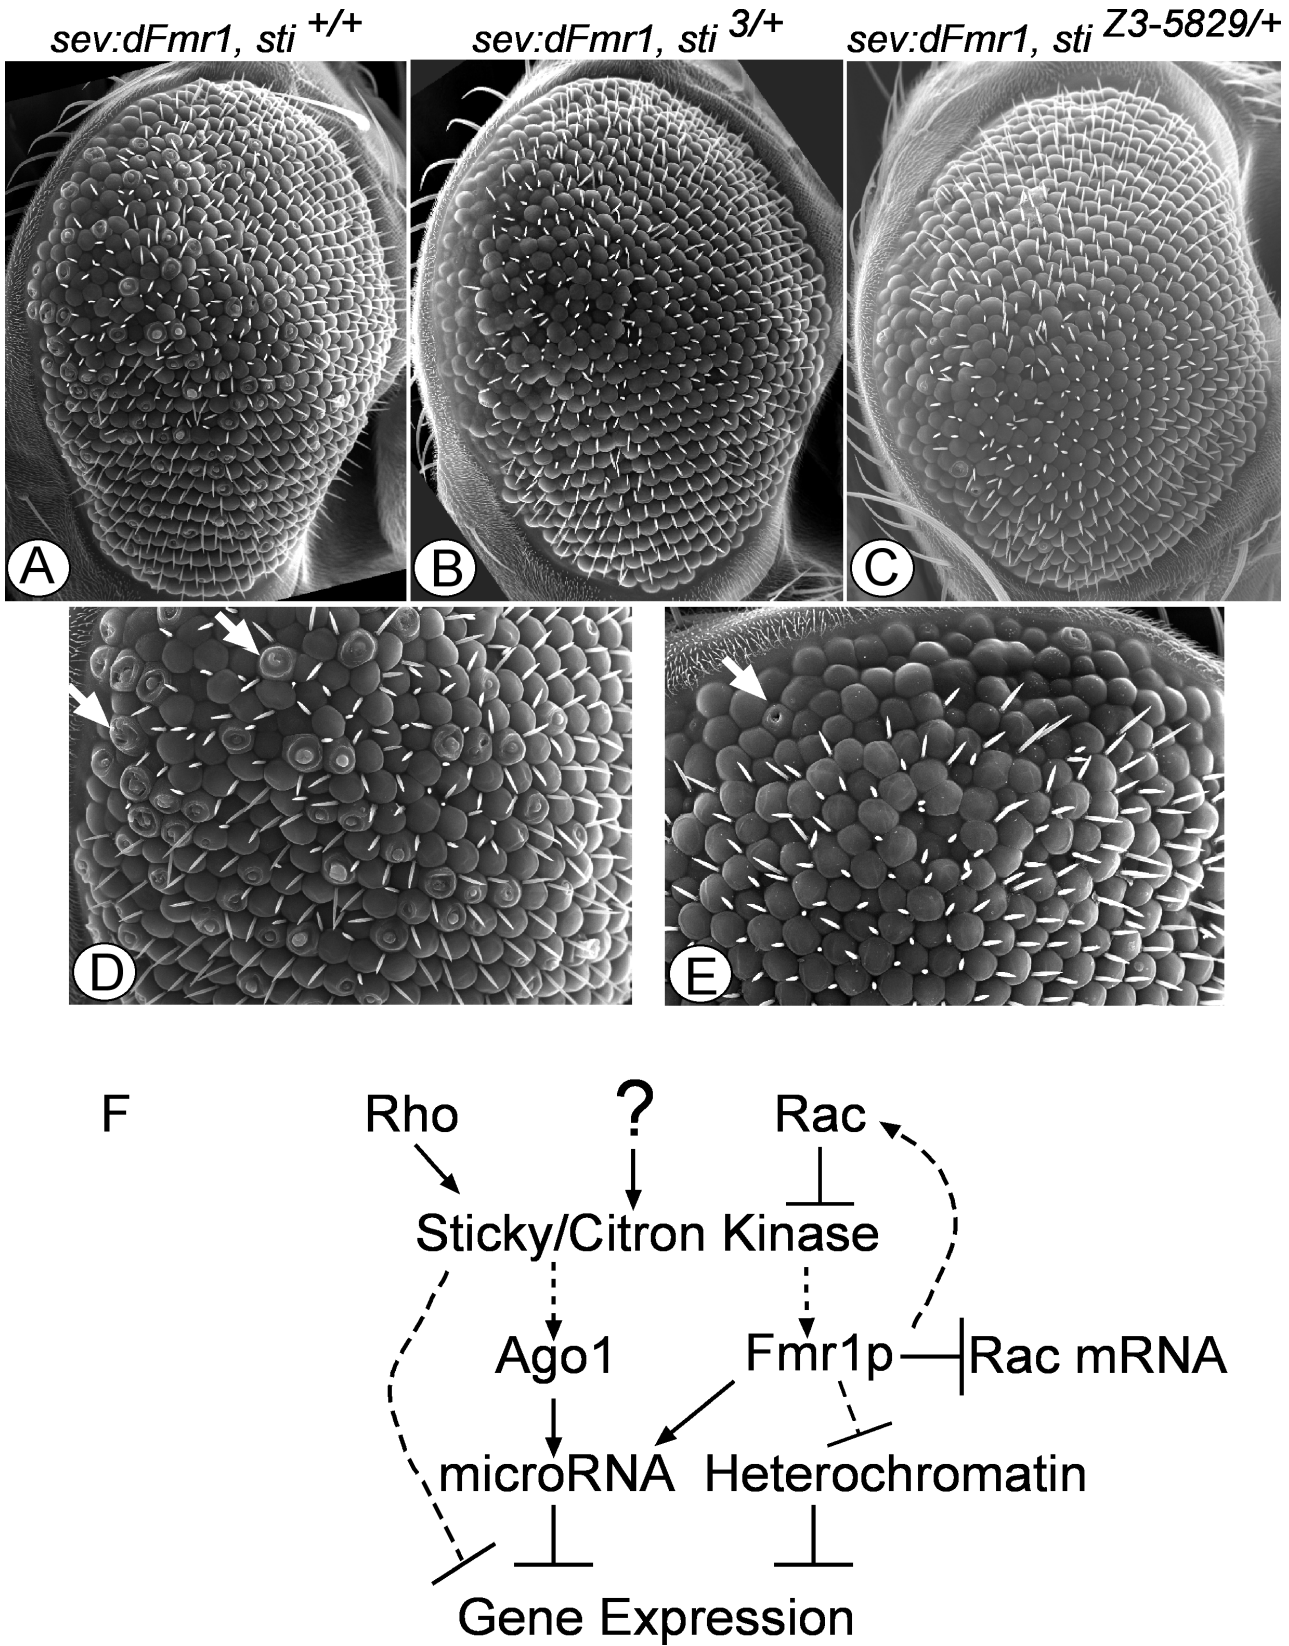 sev:dFmr1, sti +/+ sev:dFmr1, sti 3/+ sev:dFmr1, sti Z3-5829/+
A B C
D E
F Rho ? Rac
Sticky/Citron Kinase
Ago1 Fmr1p Rac mRNA
microRNA Heterochromatin
Gene Expression